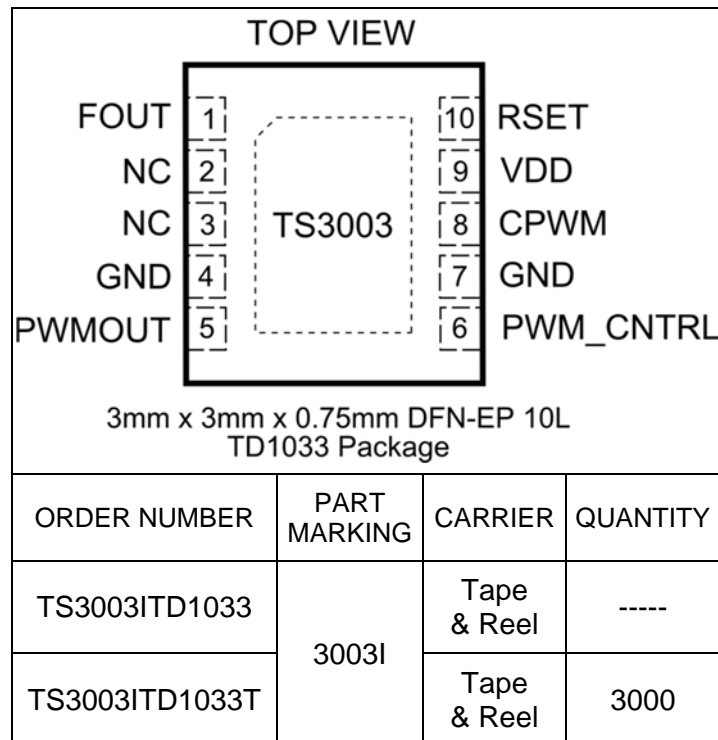 TOP VIEW
FOUT 1 10 RSET
NC 2 9 VDD
NC 3 TS3003 8 CPWM
GND 4 7 GND
PWMOUT 5 6 PWM_CNTRL
3mm x 3mm x 0.75mm DFN-EP 10L
TD1033 Package
ORDER NUMBER PART MARKING CARRIER QUANTITY
TS3003ITD1033 3003I Tape & Reel -----
TS3003ITD1033T Tape & Reel 3000